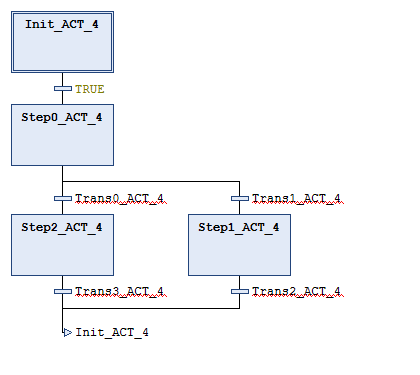 Init_ACT_4
TRUE
Step0_ACT_4
Trans0_ACT_4
Trans1_ACT_4
Step2_ACT_4
Step1_ACT_4
Trans3_ACT_4
Trans2_ACT_4
Init_ACT_4